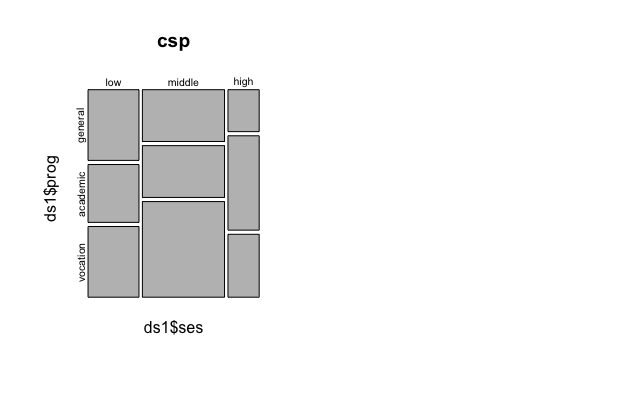 csp
low middle high
general
academic
vocation
ds1$prog
ds1$ses